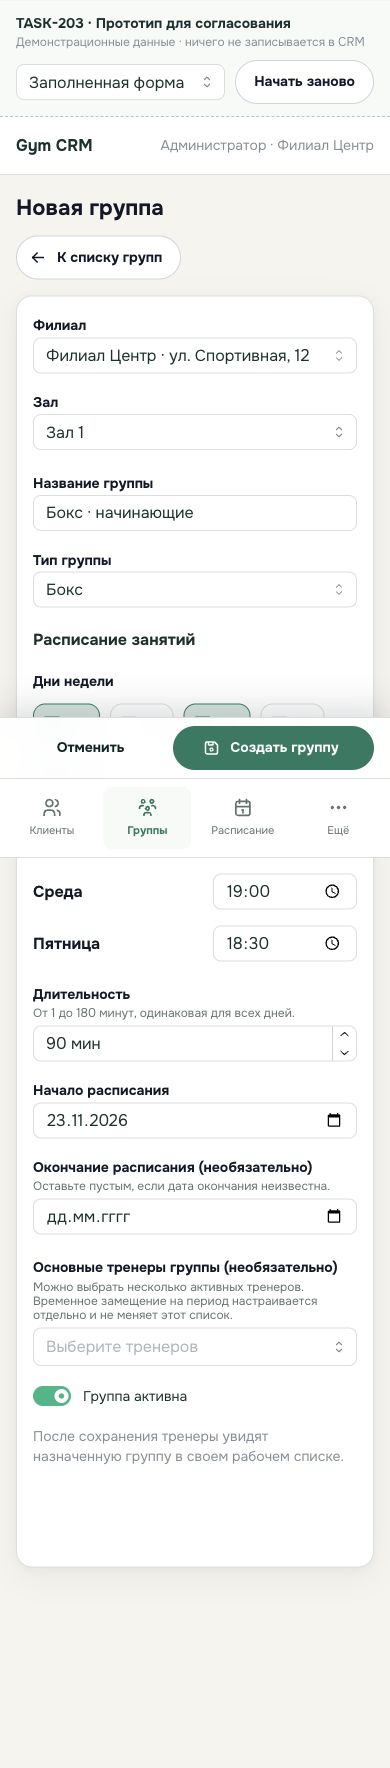 TASK-203 · Прототип для согласования
Демонстрационные данные · ничего не записывается в CRM
Заполненная форма
Начать заново
Gym CRM
Администратор · Филиал Центр
Новая группа
К списку групп
Филиал
Филиал Центр · ул. Спортивная, 12
Зал
Зал 1
Название группы
Бокс · начинающие
Тип группы
Бокс
Расписание занятий
Дни недели
Отменить
Создать группу
Клиенты
Группы
Расписание
Ещё
Среда
19:00
Пятница
18:30
Длительность
От 1 до 180 минут, одинаковая для всех дней.
90 мин
Начало расписания
23.11.2026
Окончание расписания (необязательно)
Оставьте пустым, если дата окончания неизвестна.
дд.мм.гггг
Основные тренеры группы (необязательно)
Можно выбрать несколько активных тренеров.
Временное замещение на период настраивается
отдельно и не меняет этот список.
Выберите тренеров
Группа активна
После сохранения тренеры увидят
назначенную группу в своем рабочем списке.